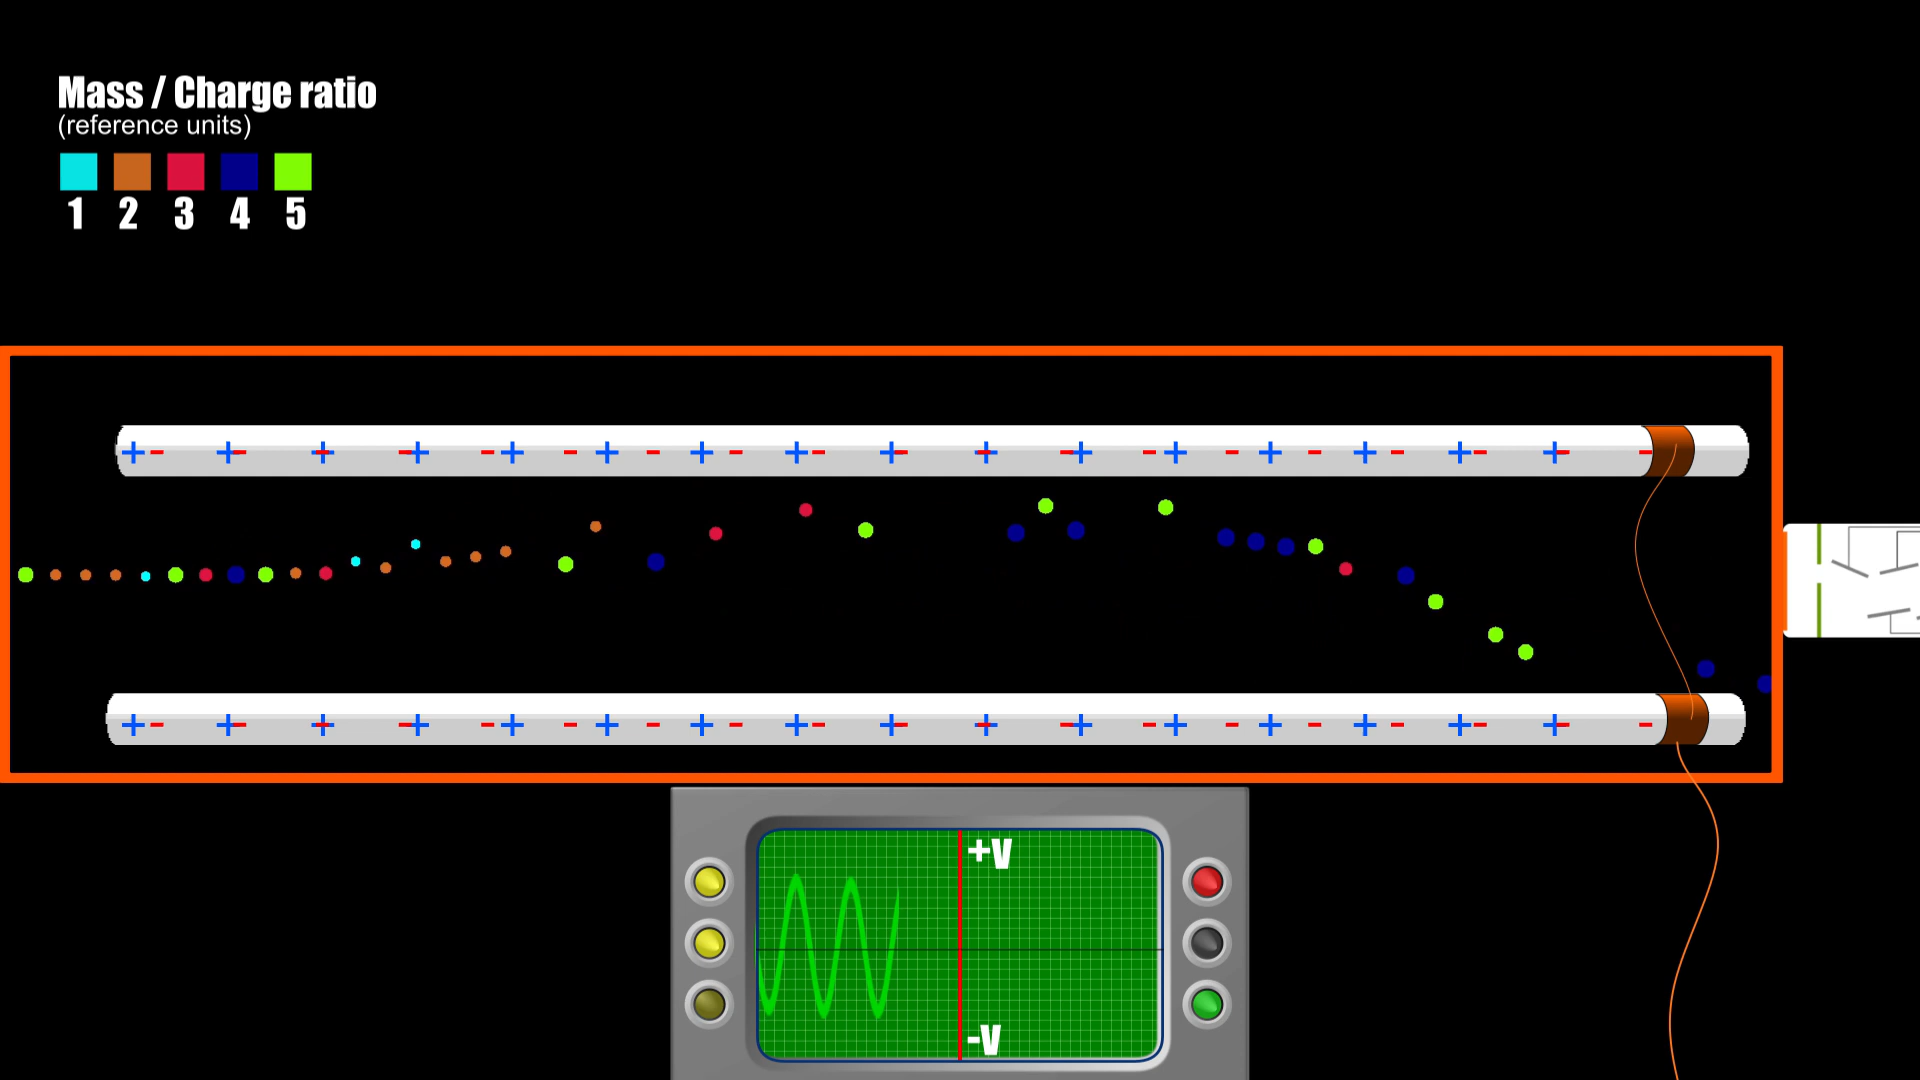 Mass / Charge ratio
(reference units)
1 2 3 4 5
+V
-V